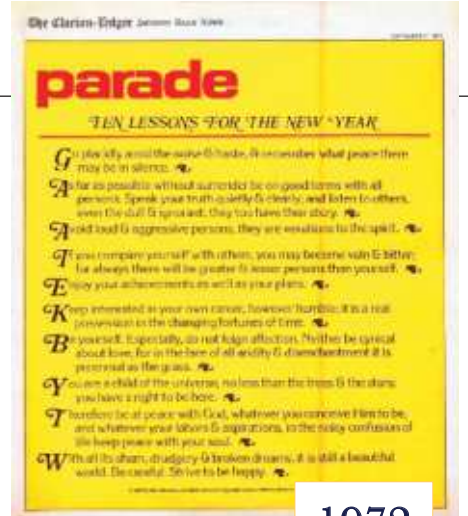 The Clarion-Ledger Jackson Daily News
parade
TEN LESSONS FOR THE NEW YEAR
Go placidly amid the noise & haste, & remember what peace there
may be in silence.
As far as possible without surrender be on good terms with all
persons. Speak your truth quietly & clearly; and listen to others,
even the dull & ignorant; they too have their story.
Avoid loud & aggressive persons, they are vexations to the spirit.
If you compare yourself with others, you may become vain & bitter;
for always there will be greater & lesser persons than yourself.
Enjoy your achievements as well as your plans.
Keep interested in your own career, however humble; it is a real
possession in the changing fortunes of time.
Be yourself. Especially, do not feign affection. Neither be cynical
about love; for in the face of all aridity & disenchantment it is
perennial as the grass.
You are a child of the universe, no less than the trees & the stars;
you have a right to be here.
Therefore be at peace with God, whatever you conceive Him to be,
and whatever your labors & aspirations, in the noisy confusion of
life keep peace with your soul.
With all its sham, drudgery & broken dreams, it is still a beautiful
world. Be careful. Strive to be happy.
1972